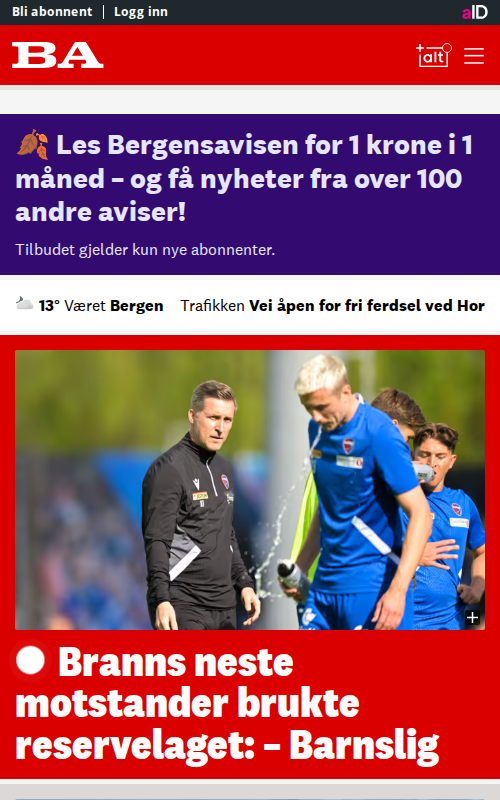 Bli abonnent | Logg inn aID
BA +alt
Les Bergensavisen for 1 krone i 1
måned – og få nyheter fra over 100
andre aviser!
Tilbudet gjelder kun nye abonnenter.
13° Været Bergen Trafikken Vei åpen for fri ferdsel ved Hor
Branns neste
motstander brukte
reservelaget: – Barnslig